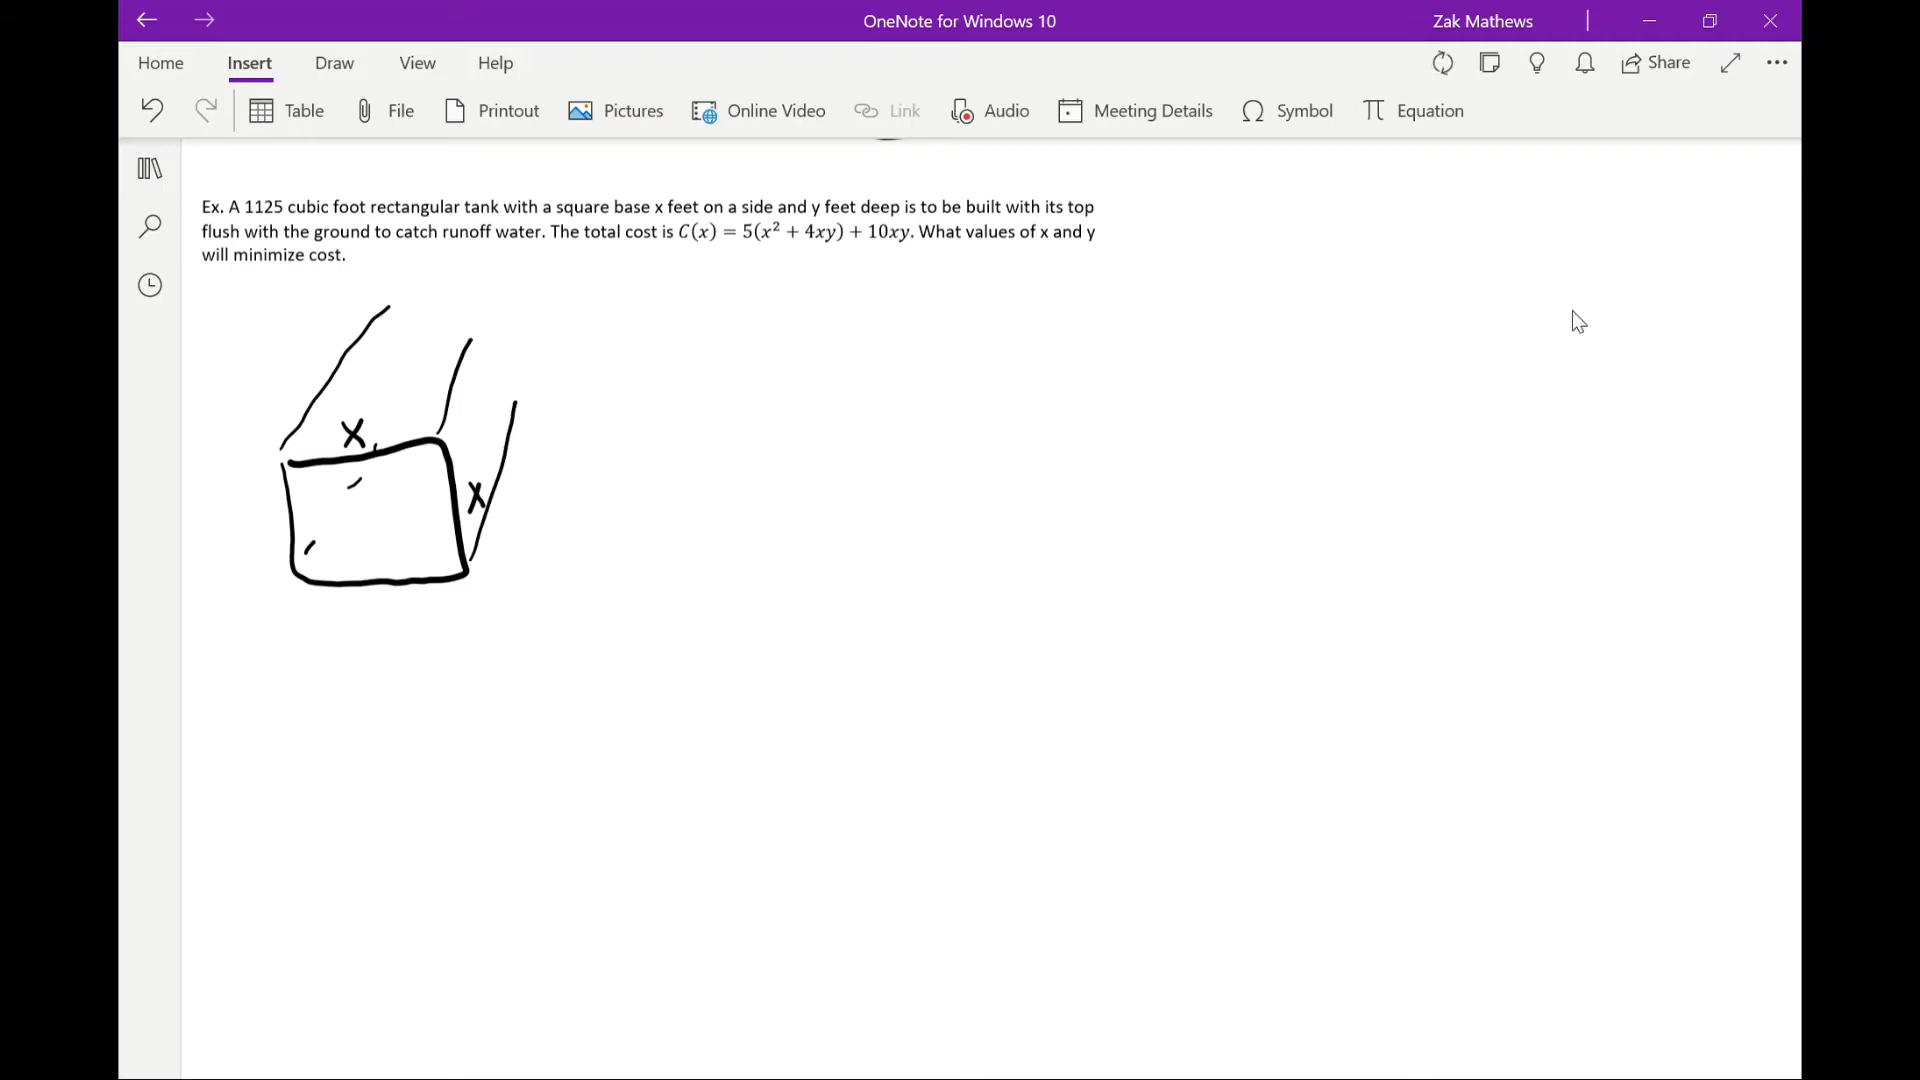 OneNote for Windows 10
Zak Mathews
Home Insert Draw View Help
Share
Table File Printout Pictures Online Video Link Audio Meeting Details Symbol Equation
Ex. A 1125 cubic foot rectangular tank with a square base x feet on a side and y feet deep is to be built with its top
flush with the ground to catch runoff water. The total cost is C(x) = 5(x² + 4xy) + 10xy. What values of x and y
will minimize cost.
x
x